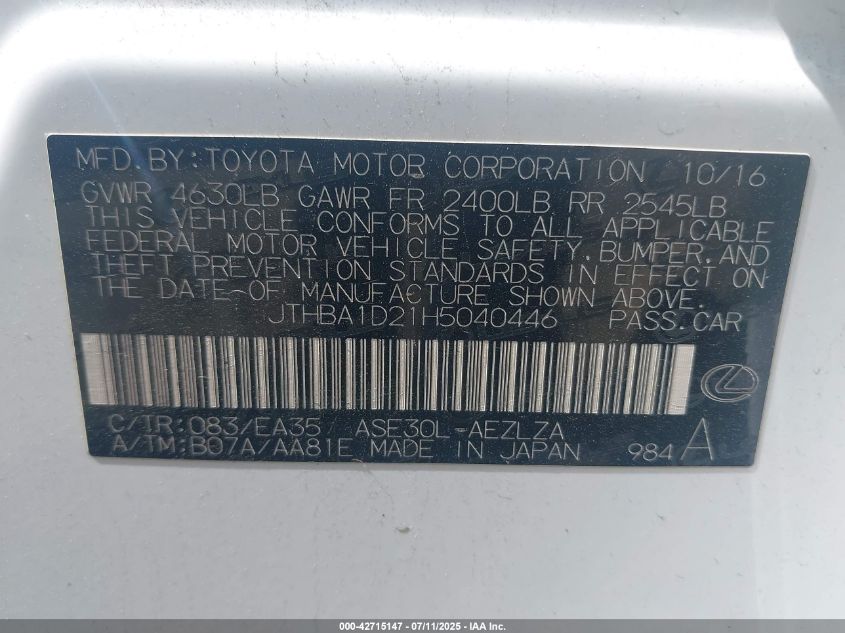 MFD.BY:TOYOTA MOTOR CORPORATION 10/16
GVWR 4630LB GAWR FR 2400LB RR 2545LB
THIS VEHICLE CONFORMS TO ALL APPLICABLE
FEDERAL MOTOR VEHICLE SAFETY,BUMPER,AND
THEFT PREVENTION STANDARDS IN EFFECT ON
THE DATE OF MANUFACTURE SHOWN ABOVE.
JTHBA1D21H5040446 PASS.CAR
C/TR:083/EA35 ASE30L-AEZLZA
A/TM:B07A/AA81E MADE IN JAPAN 984 A
000-42715147 - 07/11/2025 - IAA Inc.